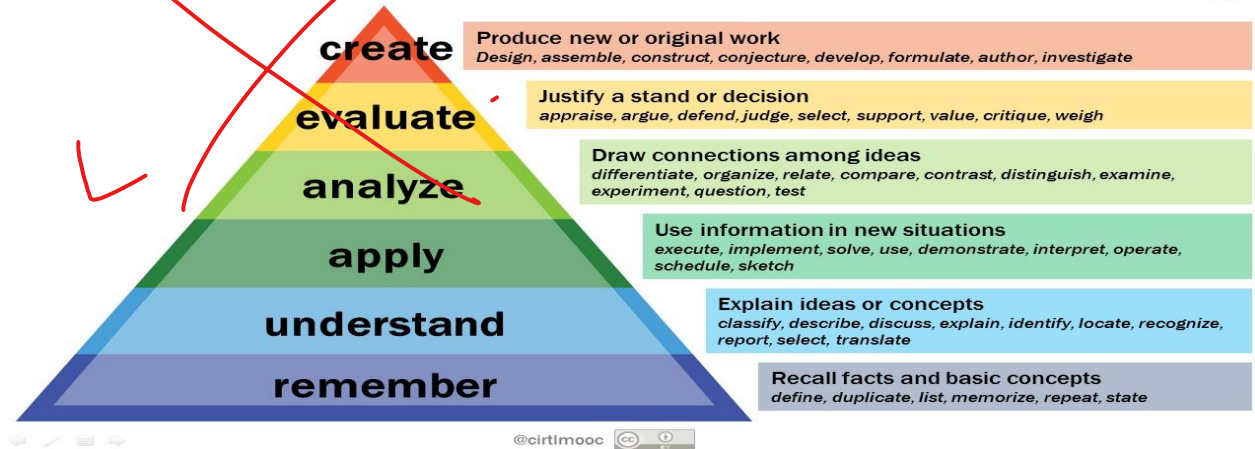 create
Produce new or original work
Design, assemble, construct, conjecture, develop, formulate, author, investigate
evaluate
Justify a stand or decision
appraise, argue, defend, judge, select, support, value, critique, weigh
analyze
Draw connections among ideas
differentiate, organize, relate, compare, contrast, distinguish, examine,
experiment, question, test
apply
Use information in new situations
execute, implement, solve, use, demonstrate, interpret, operate,
schedule, sketch
understand
Explain ideas or concepts
classify, describe, discuss, explain, identify, locate, recognize,
report, select, translate
remember
Recall facts and basic concepts
define, duplicate, list, memorize, repeat, state
@cirtlmooc
cc
BY